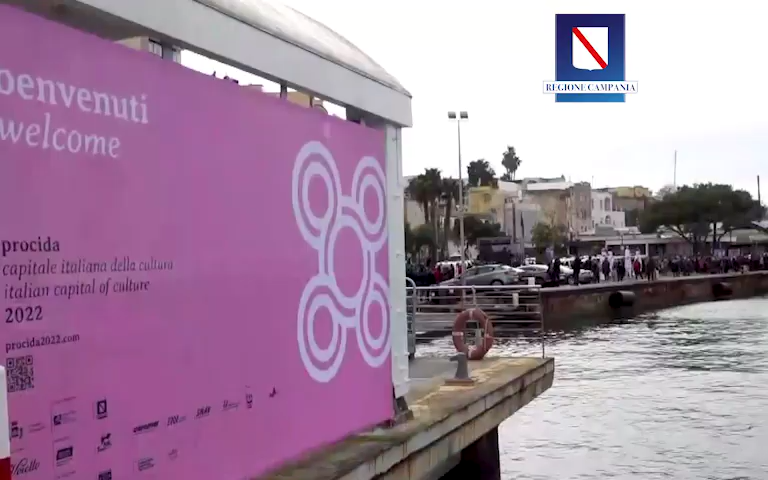 benvenuti
welcome
procida
capitale italiana della cultura
italian capital of culture
2022
procida2022.com
REGIONE CAMPANIA